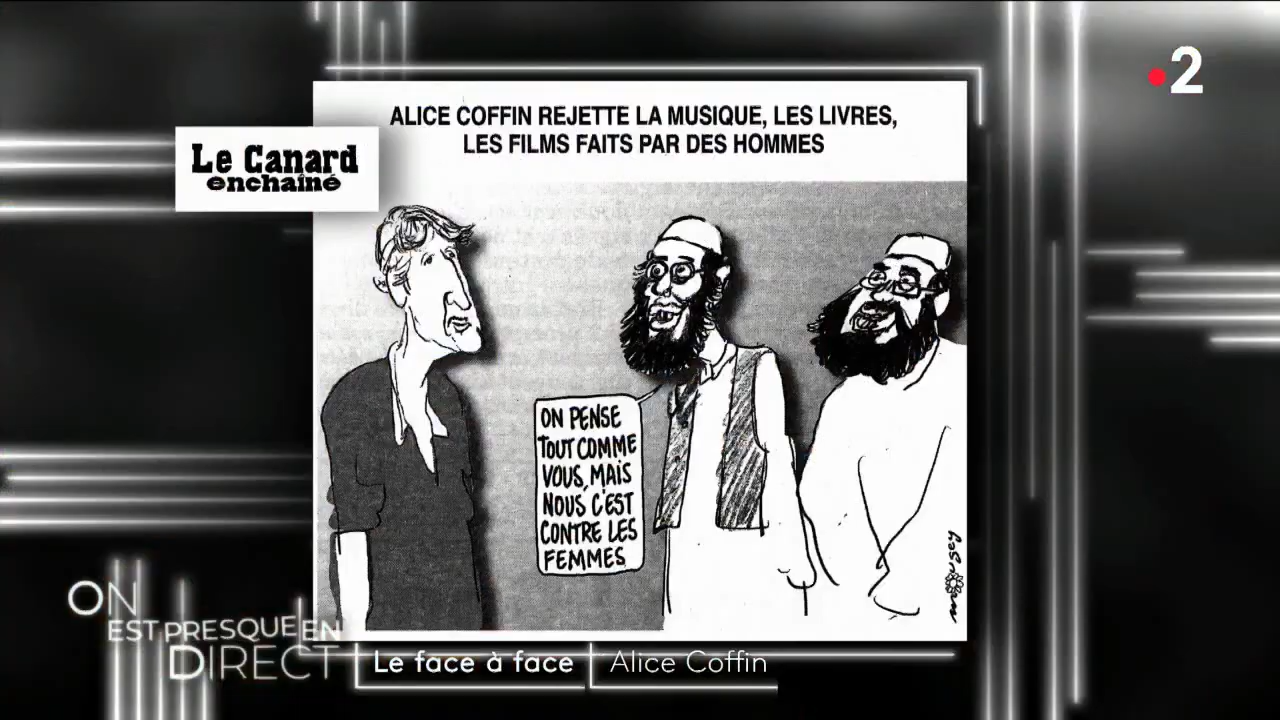 2
ALICE COFFIN REJETTE LA MUSIQUE, LES LIVRES,
LES FILMS FAITS PAR DES HOMMES
Le Canard
enchaîné
ON PENSE
TOUT COMME
VOUS, MAIS
NOUS C'EST
CONTRE LES
FEMMES
ON
EST PRESQUE EN
DIRECT
Le face à face
Alice Coffin